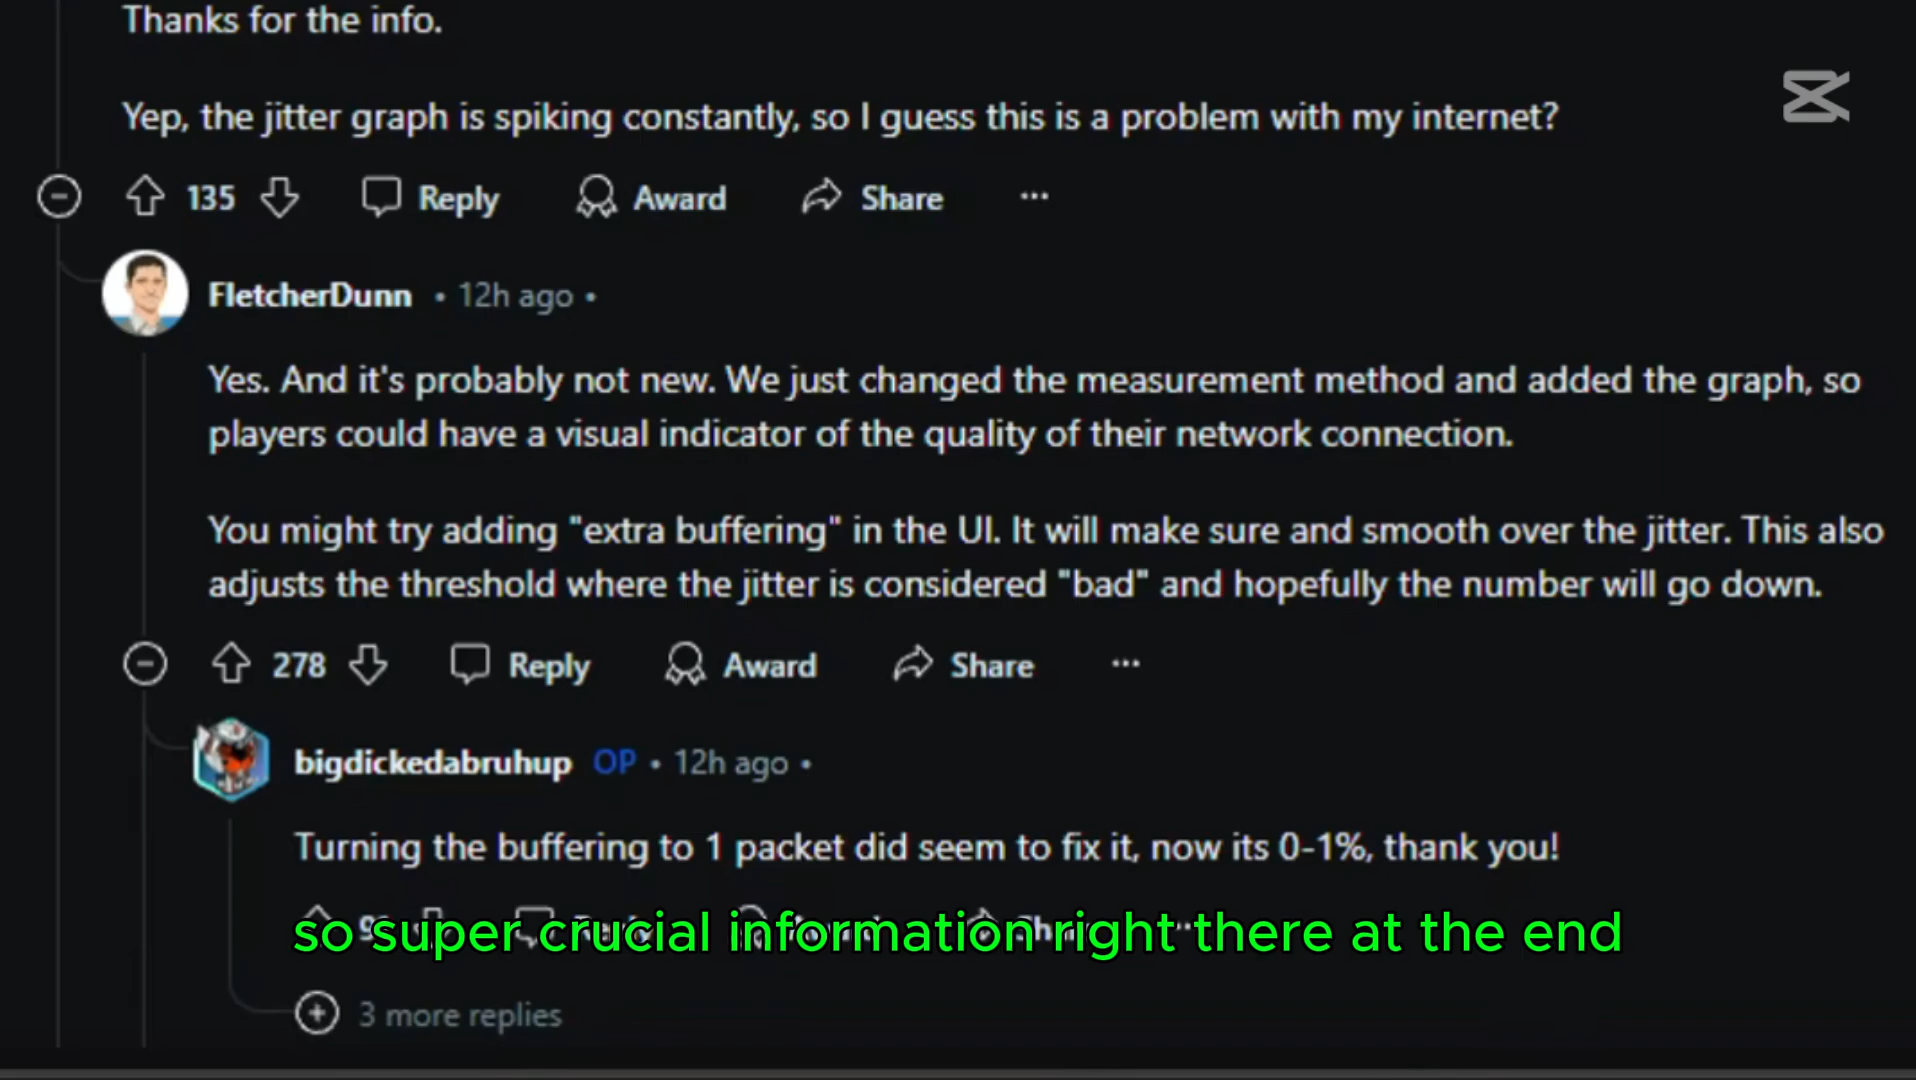 Thanks for the info.
Yep, the jitter graph is spiking constantly, so I guess this is a problem with my internet?
135 Reply Award Share ...
FletcherDunn • 12h ago •
Yes. And it's probably not new. We just changed the measurement method and added the graph, so
players could have a visual indicator of the quality of their network connection.
You might try adding "extra buffering" in the UI. It will make sure and smooth over the jitter. This also
adjusts the threshold where the jitter is considered "bad" and hopefully the number will go down.
278 Reply Award Share ...
bigdickedabruhup OP • 12h ago •
Turning the buffering to 1 packet did seem to fix it, now its 0-1%, thank you!
so super crucial information right there at the end
3 more replies